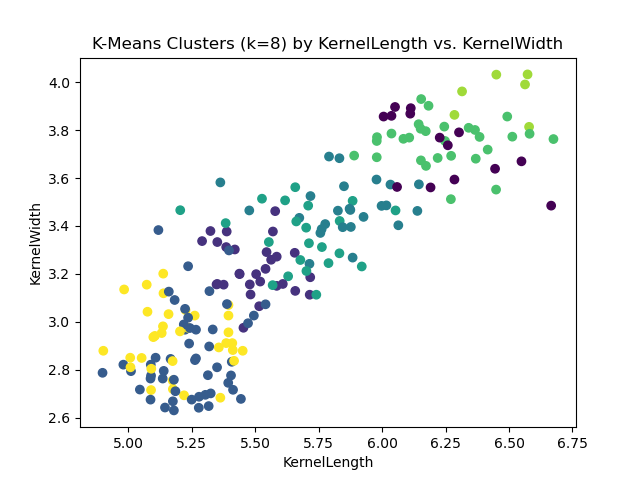 K-Means Clusters (k=8) by KernelLength vs. KernelWidth
4.0
3.8
3.6
3.4
3.2
3.0
2.8
2.6
KernelWidth
5.00 5.25 5.50 5.75 6.00 6.25 6.50 6.75
KernelLength